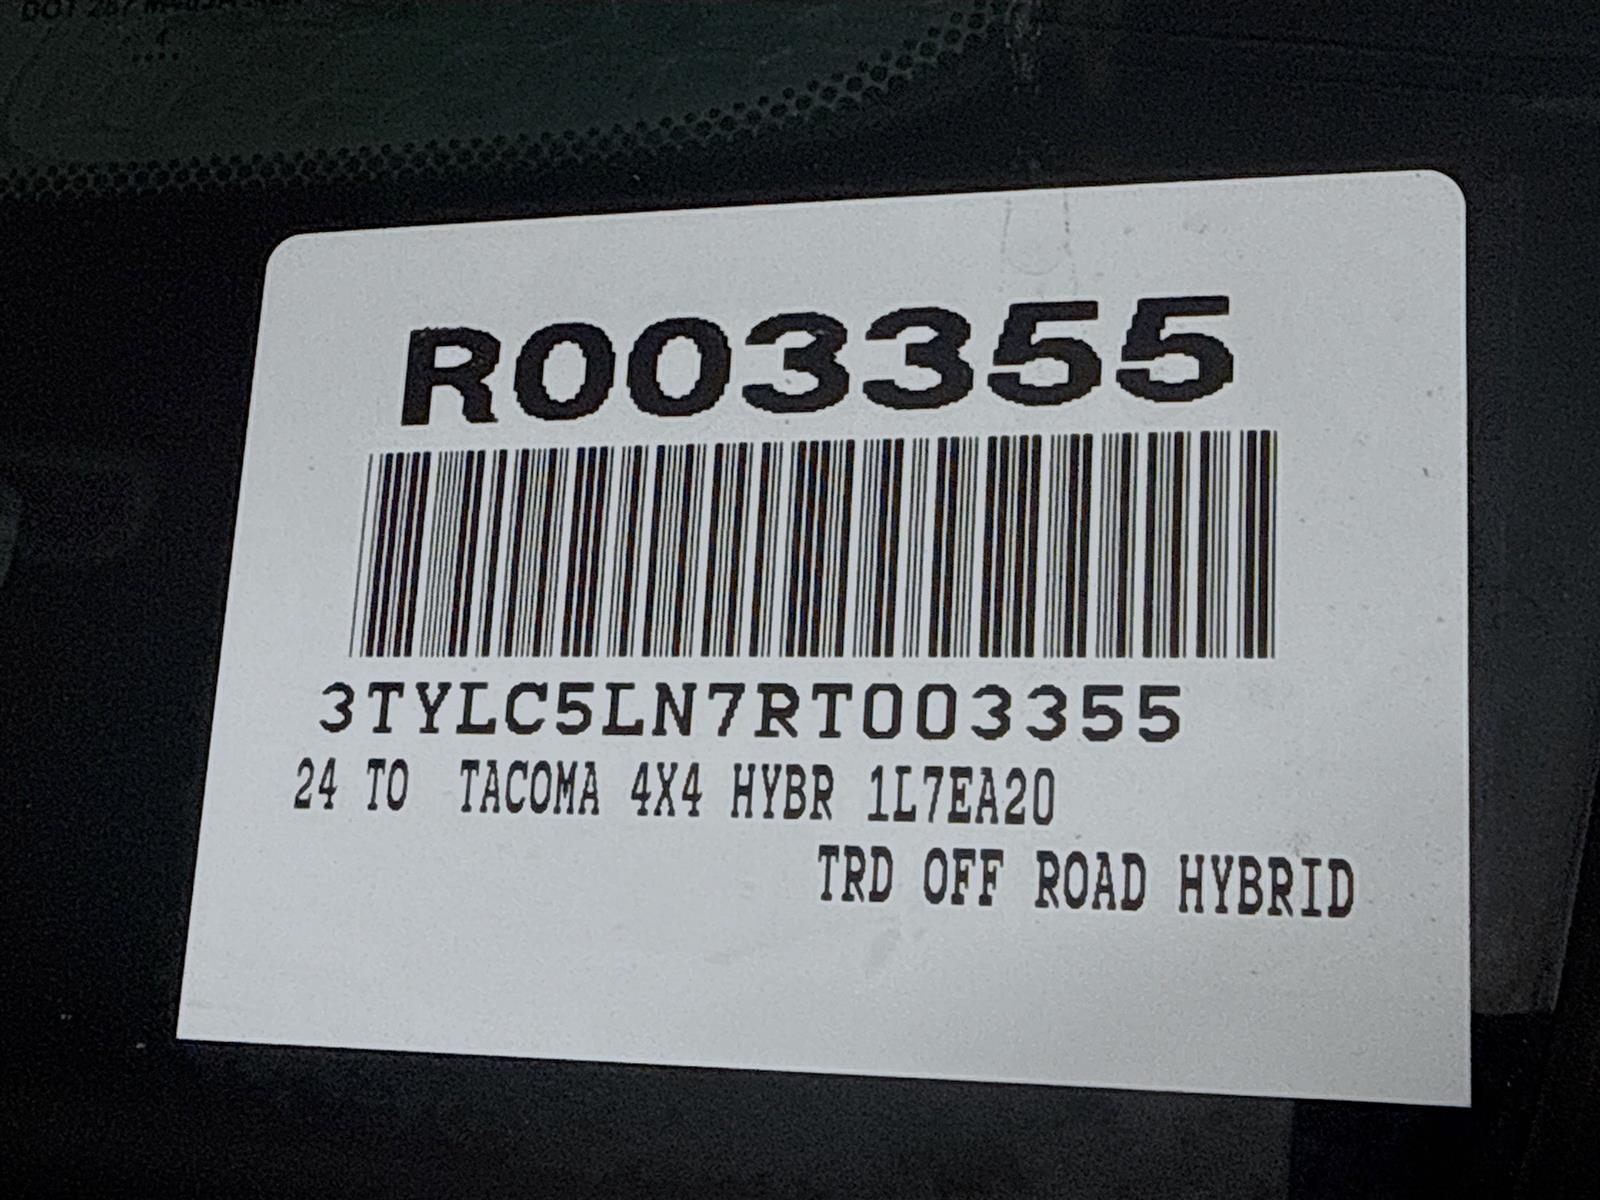 R003355
3TYLC5LN7RT003355
24 TO TACOMA 4X4 HYBR 1L7EA20
TRD OFF ROAD HYBRID